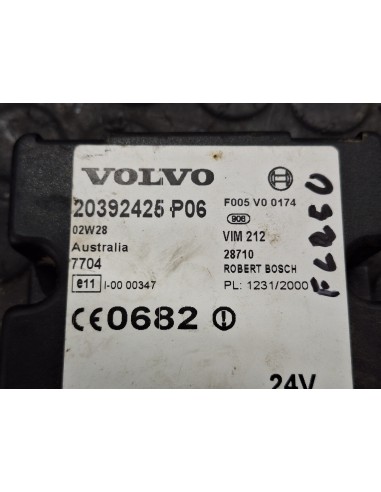 VOLVO
20392425 P06
02W28
Australia
7704
e11 I-00 00347
CE0682
F005 V0 0174
906
VIM 212
28710
ROBERT BOSCH
PL: 1231/2000
24V